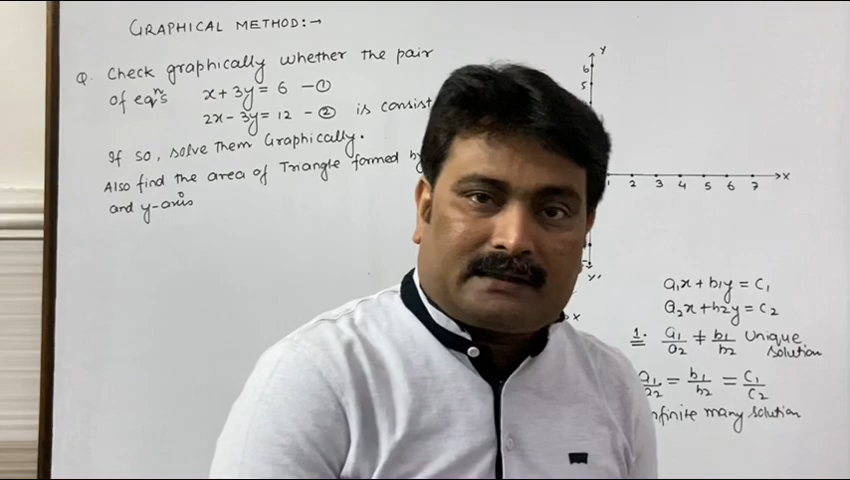 GRAPHICAL METHOD:→
Q. Check graphically whether the pair
of eqⁿs x + 3y = 6 — ①
2x - 3y = 12 - ② is consist
If so, solve them Graphically.
Also find the area of Triangle formed by
and y-axis
Y
6
5
1 2 3 4 5 6 7 X
Y'
X
a₁x + b₁y = C₁
a₂x + b₂y = C₂
1. a₁/a₂ ≠ b₁/b₂ Unique
solution
a₁/a₂ = b₁/b₂ = C₁/C₂
nfinite many solution